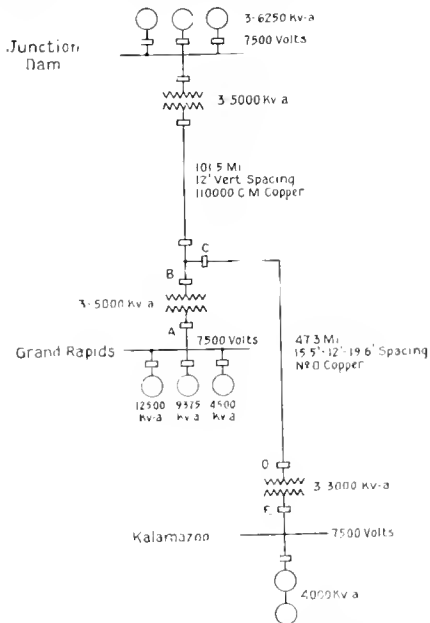 3-6250 Kv-a
7500 Volts
Junction
Dam
3-5000 Kv a
101.5 Mi
12' Vert Spacing
110000 C M Copper
C
B
3-5000 Kv a
A
7500 Volts
Grand Rapids
12500
Kv-a
9375
Kv a
4500
Kv a
47.3 Mi
15.5'-12'-19.6' Spacing
Nº 0 Copper
D
3-3000 Kv-a
E
Kalamazoo
7500 Volts
4000 Kv a